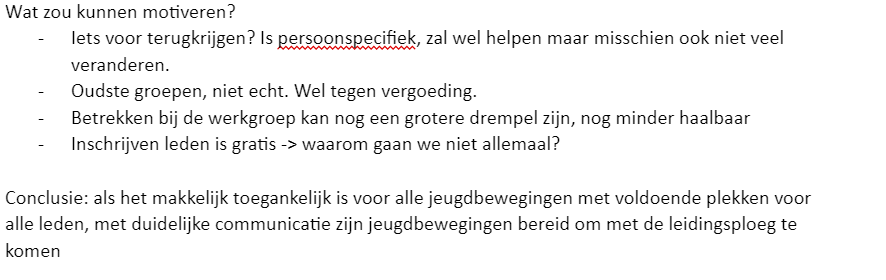 Wat zou kunnen motiveren?
- Iets voor terugkrijgen? Is persoonspecifiek, zal wel helpen maar misschien ook niet veel
veranderen.
- Oudste groepen, niet echt. Wel tegen vergoeding.
- Betrekken bij de werkgroep kan nog een grotere drempel zijn, nog minder haalbaar
- Inschrijven leden is gratis -> waarom gaan we niet allemaal?
Conclusie: als het makkelijk toegankelijk is voor alle jeugdbewegingen met voldoende plekken voor
alle leden, met duidelijke communicatie zijn jeugdbewegingen bereid om met de leidingsploeg te
komen